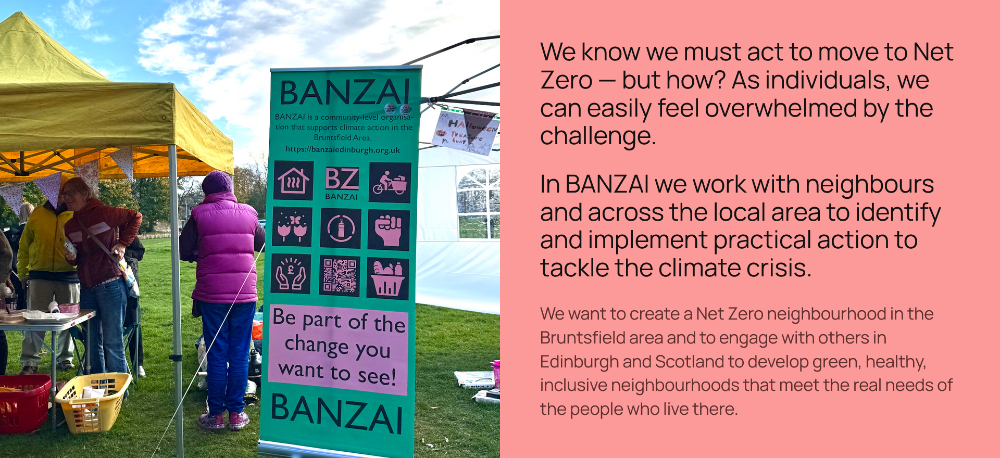 BANZAI
BANZAI is a community-level organisa-
tion that supports climate action in the
Bruntsfield Area.
https://banzaiedinburgh.org.uk
Halloween
Treasure
hunt
BZ
BANZAI
£
Be part of the
change you
want to see!
BANZAI
We know we must act to move to Net
Zero — but how? As individuals, we
can easily feel overwhelmed by the
challenge.
In BANZAI we work with neighbours
and across the local area to identify
and implement practical action to
tackle the climate crisis.
We want to create a Net Zero neighbourhood in the
Bruntsfield area and to engage with others in
Edinburgh and Scotland to develop green, healthy,
inclusive neighbourhoods that meet the real needs of
the people who live there.